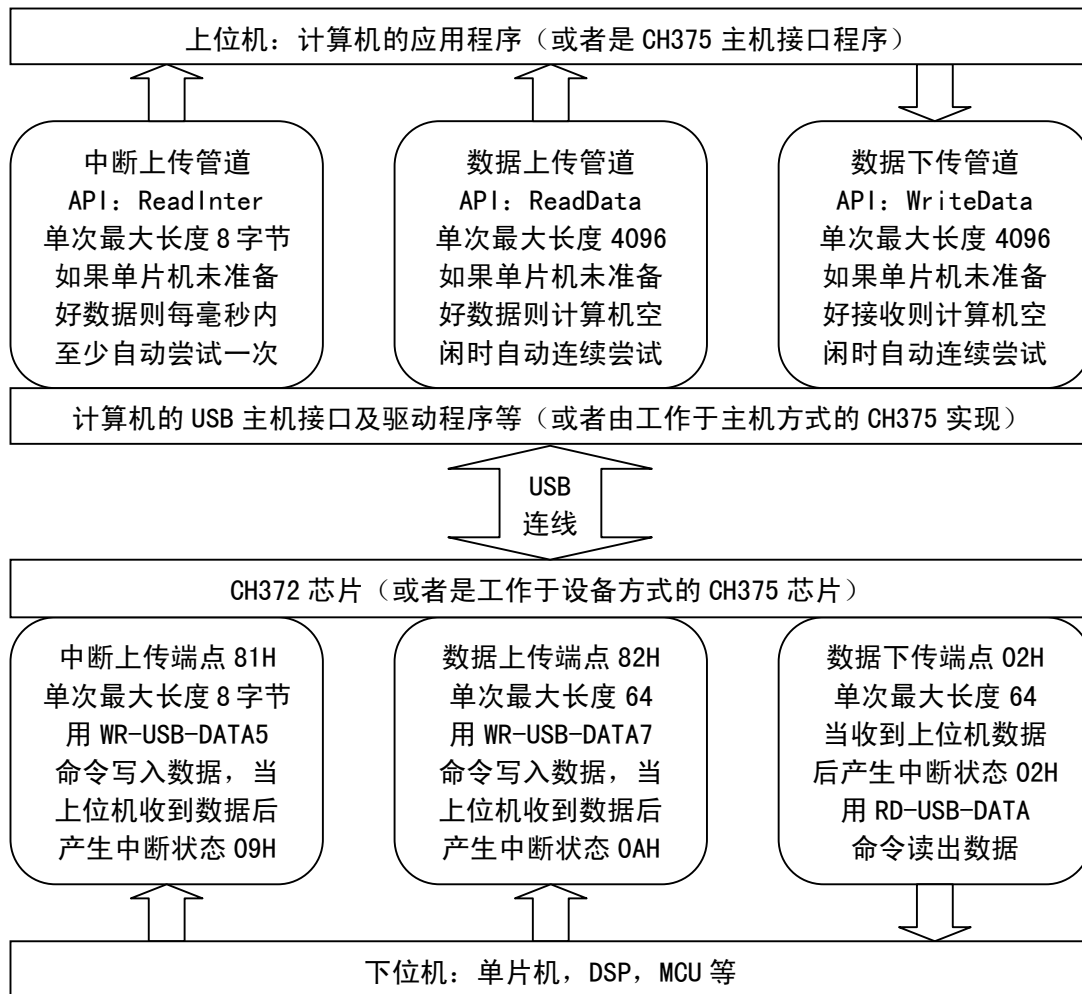 上位机：计算机的应用程序（或者是 CH375 主机接口程序）
中断上传管道
API：ReadInter
单次最大长度 8 字节
如果单片机未准备
好数据则每毫秒内
至少自动尝试一次
数据上传管道
API：ReadData
单次最大长度 4096
如果单片机未准备
好数据则计算机空
闲时自动连续尝试
数据下传管道
API：WriteData
单次最大长度 4096
如果单片机未准备
好接收则计算机空
闲时自动连续尝试
计算机的 USB 主机接口及驱动程序等（或者由工作于主机方式的 CH375 实现）
USB
连线
CH372 芯片（或者是工作于设备方式的 CH375 芯片）
中断上传端点 81H
单次最大长度 8 字节
用 WR-USB-DATA5
命令写入数据，当
上位机收到数据后
产生中断状态 09H
数据上传端点 82H
单次最大长度 64
用 WR-USB-DATA7
命令写入数据，当
上位机收到数据后
产生中断状态 0AH
数据下传端点 02H
单次最大长度 64
当收到上位机数据
后产生中断状态 02H
用 RD-USB-DATA
命令读出数据
下位机：单片机，DSP，MCU 等